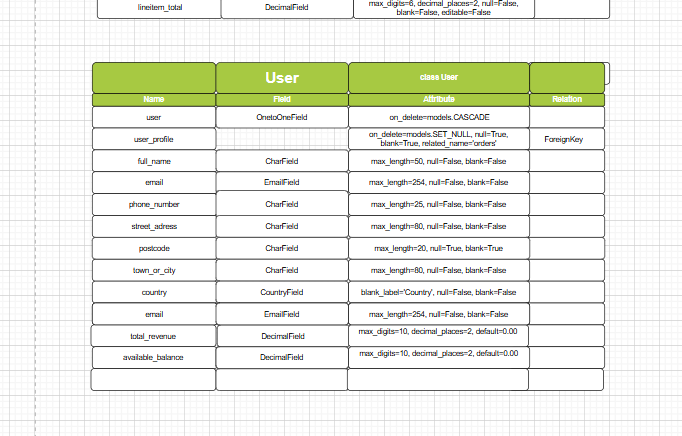 lineitem_total DecimalField max_digits=6, decimal_places=2, null=False,
blank=False, editable=False
User class User
Name Field Attribute Relation
user OnetoOneField on_delete=models.CASCADE
user_profile on_delete=models.SET_NULL, null=True,
blank=True, related_name='orders' ForeignKey
full_name CharField max_length=50, null=False, blank=False
email EmailField max_length=254, null=False, blank=False
phone_number CharField max_length=25, null=False, blank=False
street_adress CharField max_length=80, null=False, blank=False
postcode CharField max_length=20, null=True, blank=True
town_or_city CharField max_length=80, null=False, blank=False
country CountryField blank_label='Country', null=False, blank=False
email EmailField max_length=254, null=False, blank=False
total_revenue DecimalField max_digits=10, decimal_places=2, default=0.00
available_balance DecimalField max_digits=10, decimal_places=2, default=0.00